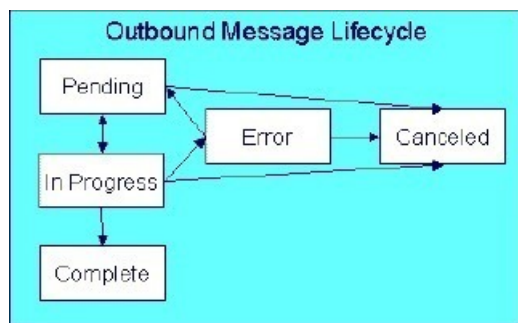 Outbound Message Lifecycle
Pending
Error
Canceled
In Progress
Complete